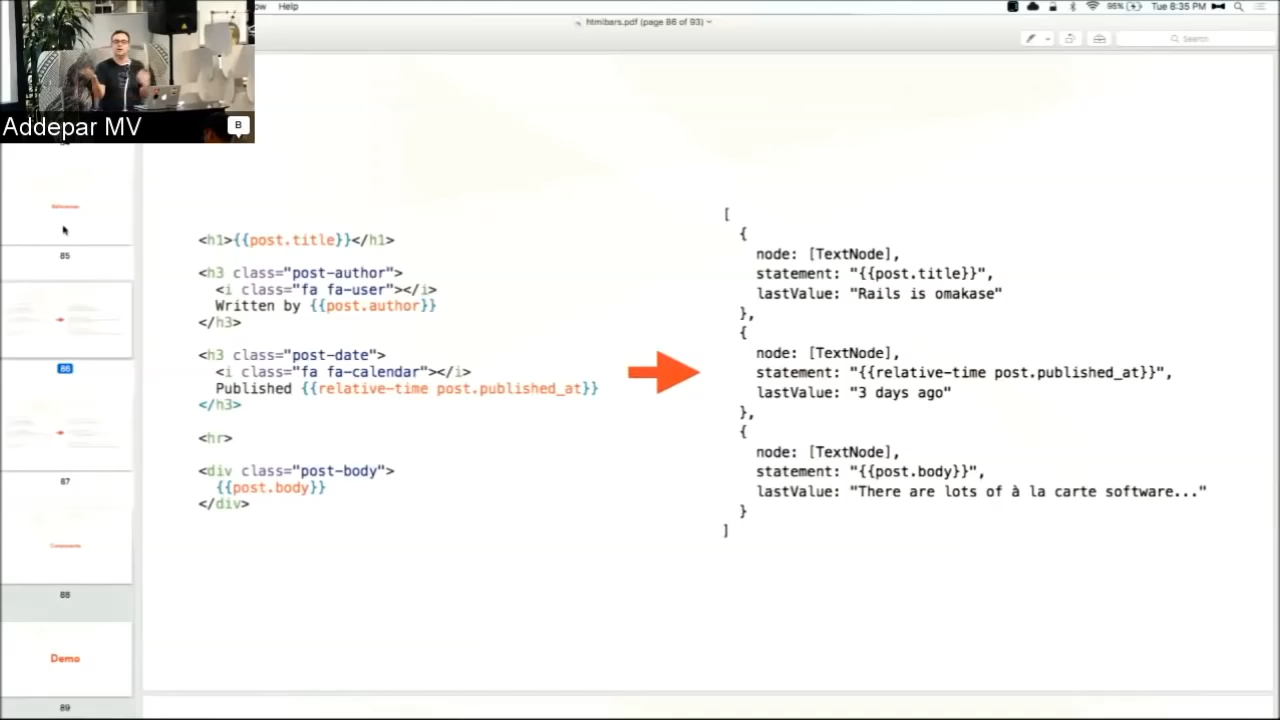 ow Help
95%
Tue 8:35 PM
htmlbars.pdf (page 86 of 93)
Search
Addepar MV
B
References
85
86
87
Components
88
Demo
89
<h1>{{post.title}}</h1>
<h3 class="post-author">
<i class="fa fa-user"></i>
Written by {{post.author}}
</h3>
<h3 class="post-date">
<i class="fa fa-calendar"></i>
Published {{relative-time post.published_at}}
</h3>
<hr>
<div class="post-body">
{{post.body}}
</div>
[
{
node: [TextNode],
statement: "{{post.title}}",
lastValue: "Rails is omakase"
},
{
node: [TextNode],
statement: "{{relative-time post.published_at}}",
lastValue: "3 days ago"
},
{
node: [TextNode],
statement: "{{post.body}}",
lastValue: "There are lots of à la carte software..."
}
]